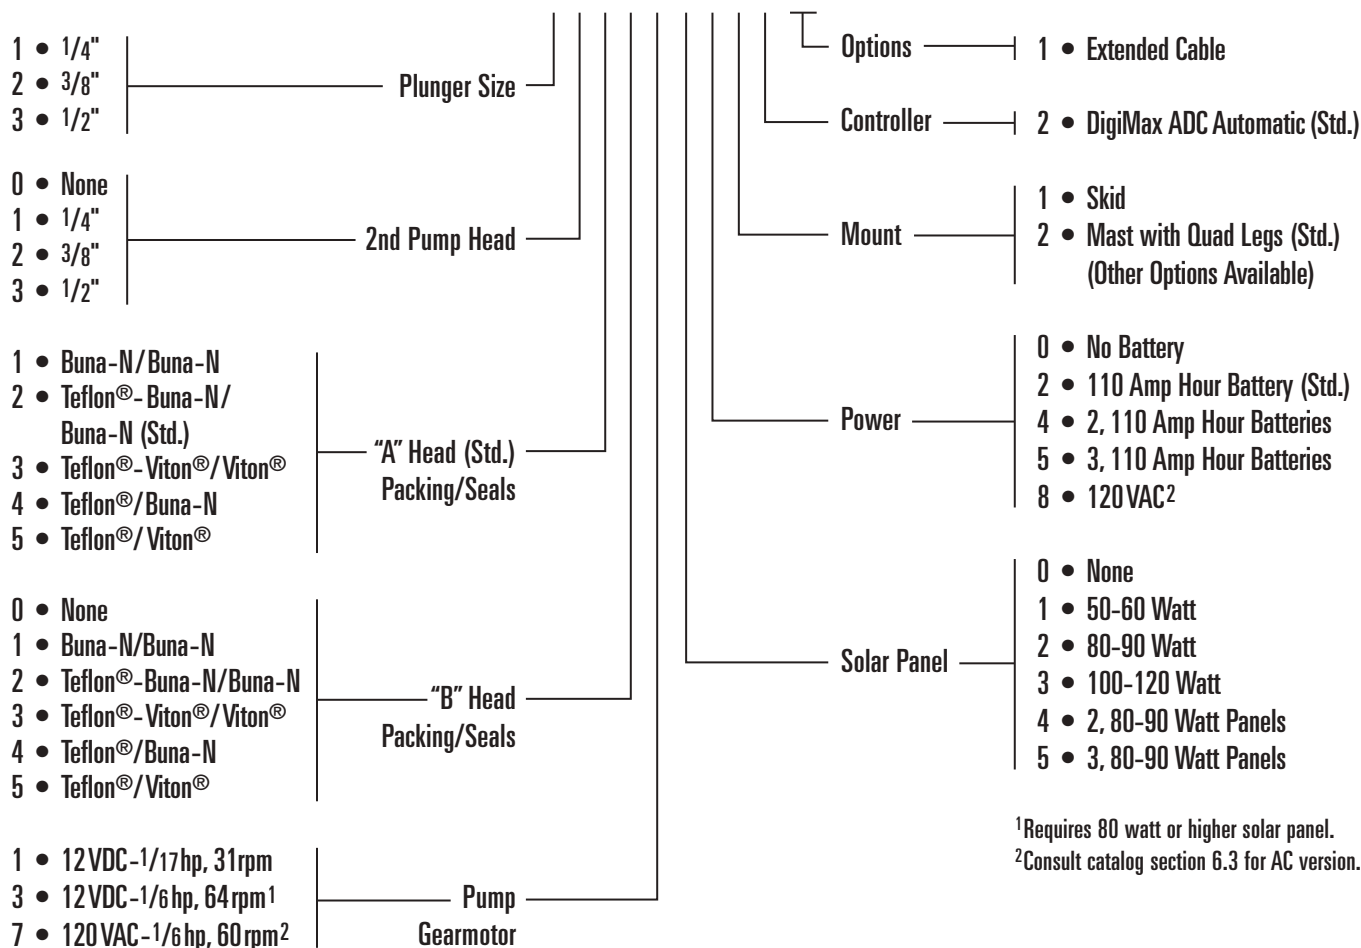 1 • 1/4"
2 • 3/8"
3 • 1/2"
Plunger Size
0 • None
1 • 1/4"
2 • 3/8"
3 • 1/2"
2nd Pump Head
1 • Buna-N/Buna-N
2 • Teflon®-Buna-N/
Buna-N (Std.)
3 • Teflon®-Viton®/Viton®
4 • Teflon®/Buna-N
5 • Teflon®/Viton®
“A” Head (Std.)
Packing/Seals
0 • None
1 • Buna-N/Buna-N
2 • Teflon®-Buna-N/Buna-N
3 • Teflon®-Viton®/Viton®
4 • Teflon®/Buna-N
5 • Teflon®/Viton®
“B” Head
Packing/Seals
1 • 12VDC-1/17hp, 31rpm
3 • 12VDC-1/6hp, 64rpm1
7 • 120VAC-1/6hp, 60rpm2
Pump
Gearmotor
Options
1 • Extended Cable
Controller
2 • DigiMax ADC Automatic (Std.)
Mount
1 • Skid
2 • Mast with Quad Legs (Std.)
(Other Options Available)
Power
0 • No Battery
2 • 110 Amp Hour Battery (Std.)
4 • 2, 110 Amp Hour Batteries
5 • 3, 110 Amp Hour Batteries
8 • 120VAC2
Solar Panel
0 • None
1 • 50-60 Watt
2 • 80-90 Watt
3 • 100-120 Watt
4 • 2, 80-90 Watt Panels
5 • 3, 80-90 Watt Panels
1Requires 80 watt or higher solar panel.
2Consult catalog section 6.3 for AC version.